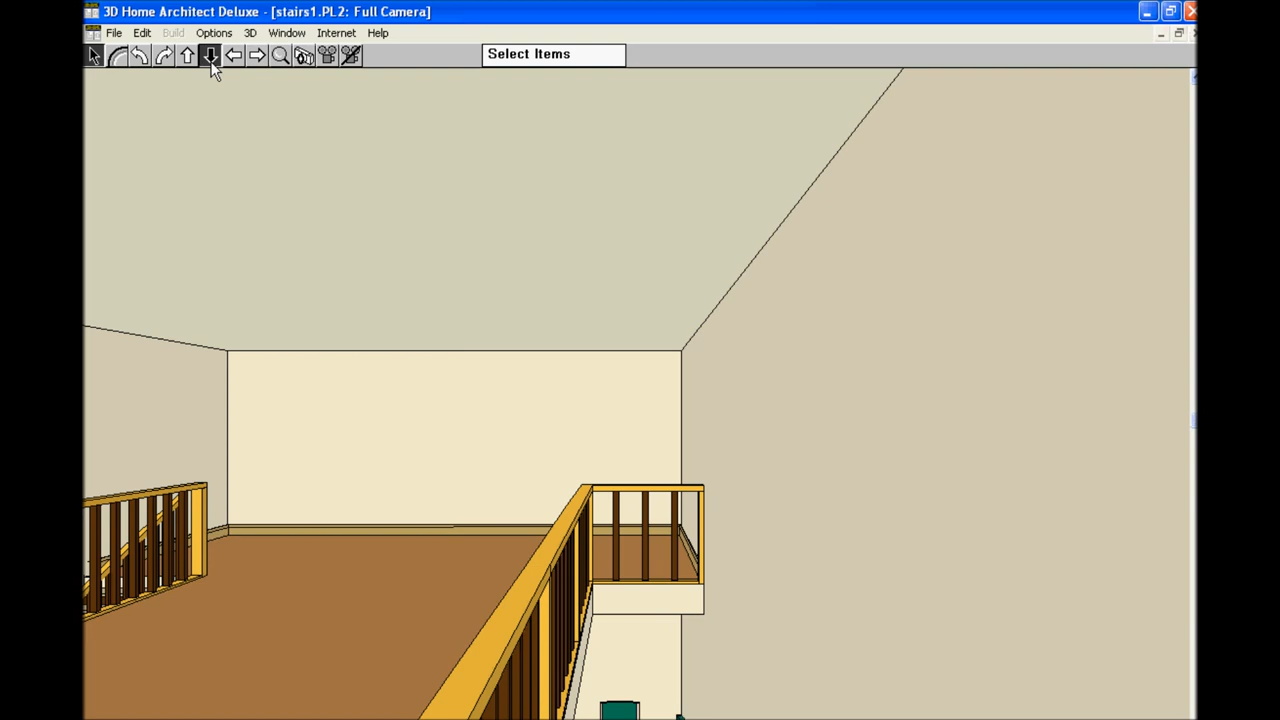 3D Home Architect Deluxe - [stairs1.PL2: Full Camera]
File Edit Build Options 3D Window Internet Help
Select Items